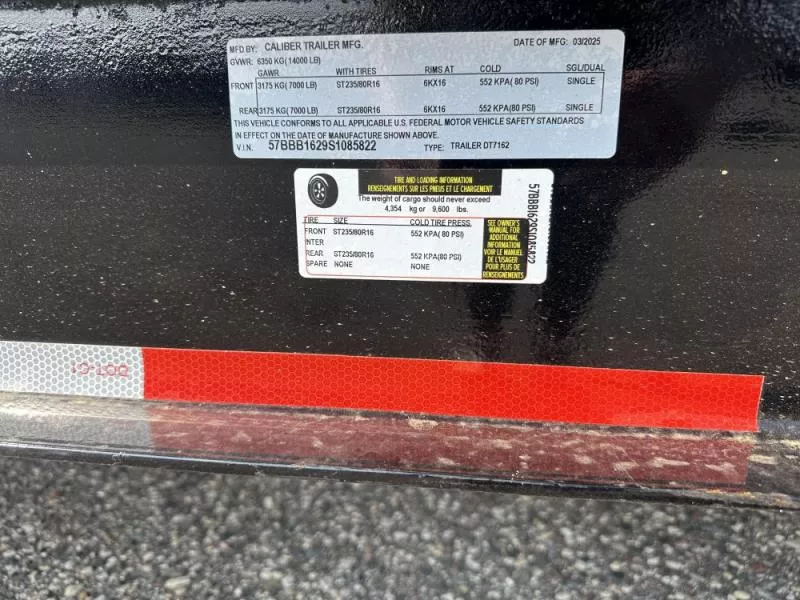 MFD BY: CALIBER TRAILER MFG. DATE OF MFG: 03/2025
GVWR: 6350 KG (14000 LB)
GAWR WITH TIRES RIMS AT COLD SGL/DUAL
FRONT 3175 KG( 7000 LB) ST235/80R16 6KX16 552 KPA( 80 PSI) SINGLE
REAR 3175 KG( 7000 LB) ST235/80R16 6KX16 552 KPA( 80 PSI) SINGLE
THIS VEHICLE CONFORMS TO ALL APPLICABLE U.S. FEDERAL MOTOR VEHICLE SAFETY STANDARDS
IN EFFECT ON THE DATE OF MANUFACTURE SHOWN ABOVE.
V.I.N. 57BBB1629S1085822 TYPE: TRAILER DT7162
TIRE AND LOADING INFORMATION
RENSEIGNEMENTS SUR LES PNEUS ET LE CHARGEMENT
The weight of cargo should never exceed
4,354 kg or 9,600 lbs.
TIRE SIZE COLD TIRE PRESS.
FRONT ST235/80R16 552 KPA( 80 PSI)
NTER
REAR ST235/80R16 552 KPA( 80 PSI)
SPARE NONE NONE
SEE OWNER'S
MANUAL FOR
ADDITIONAL
INFORMATION
VOIR LE MANUEL
DE L'USAGER
POUR PLUS DE
RENSEIGNEMENTS
57BBB1629S1085822
DOT-C